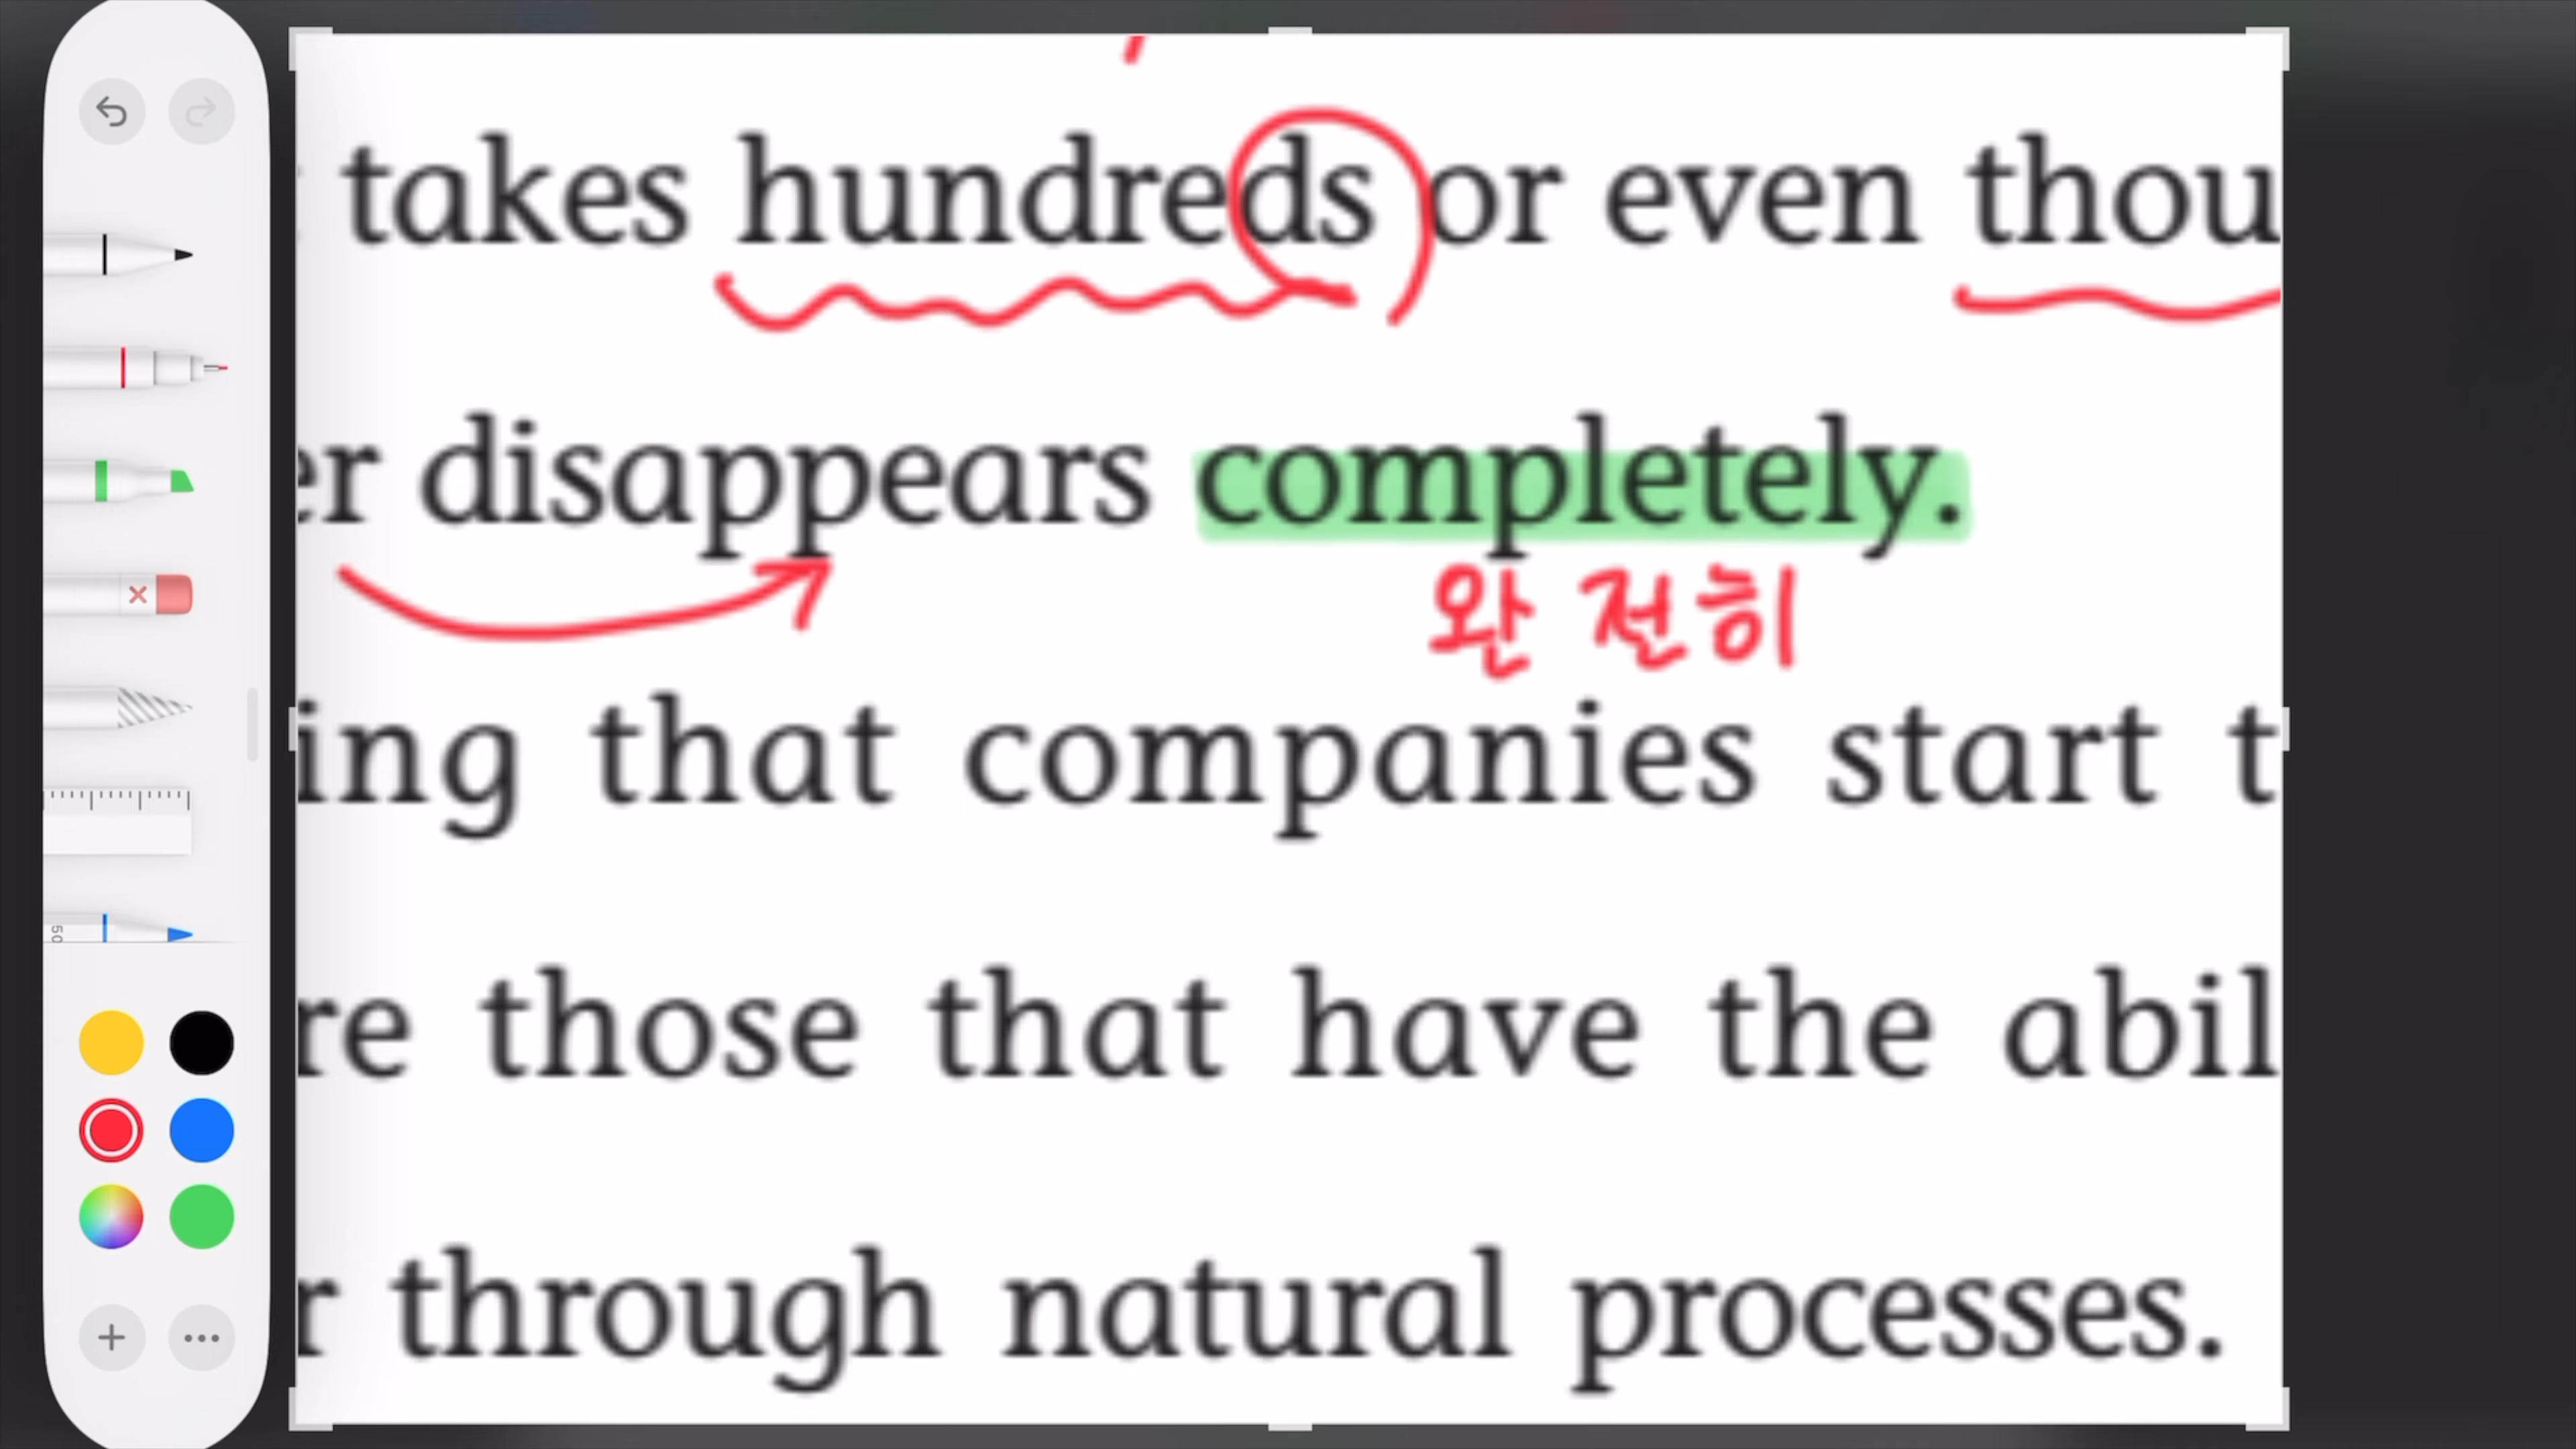 takes hundreds or even thou
er disappears completely.
완전히
ing that companies start t
re those that have the abil
r through natural processes.
50